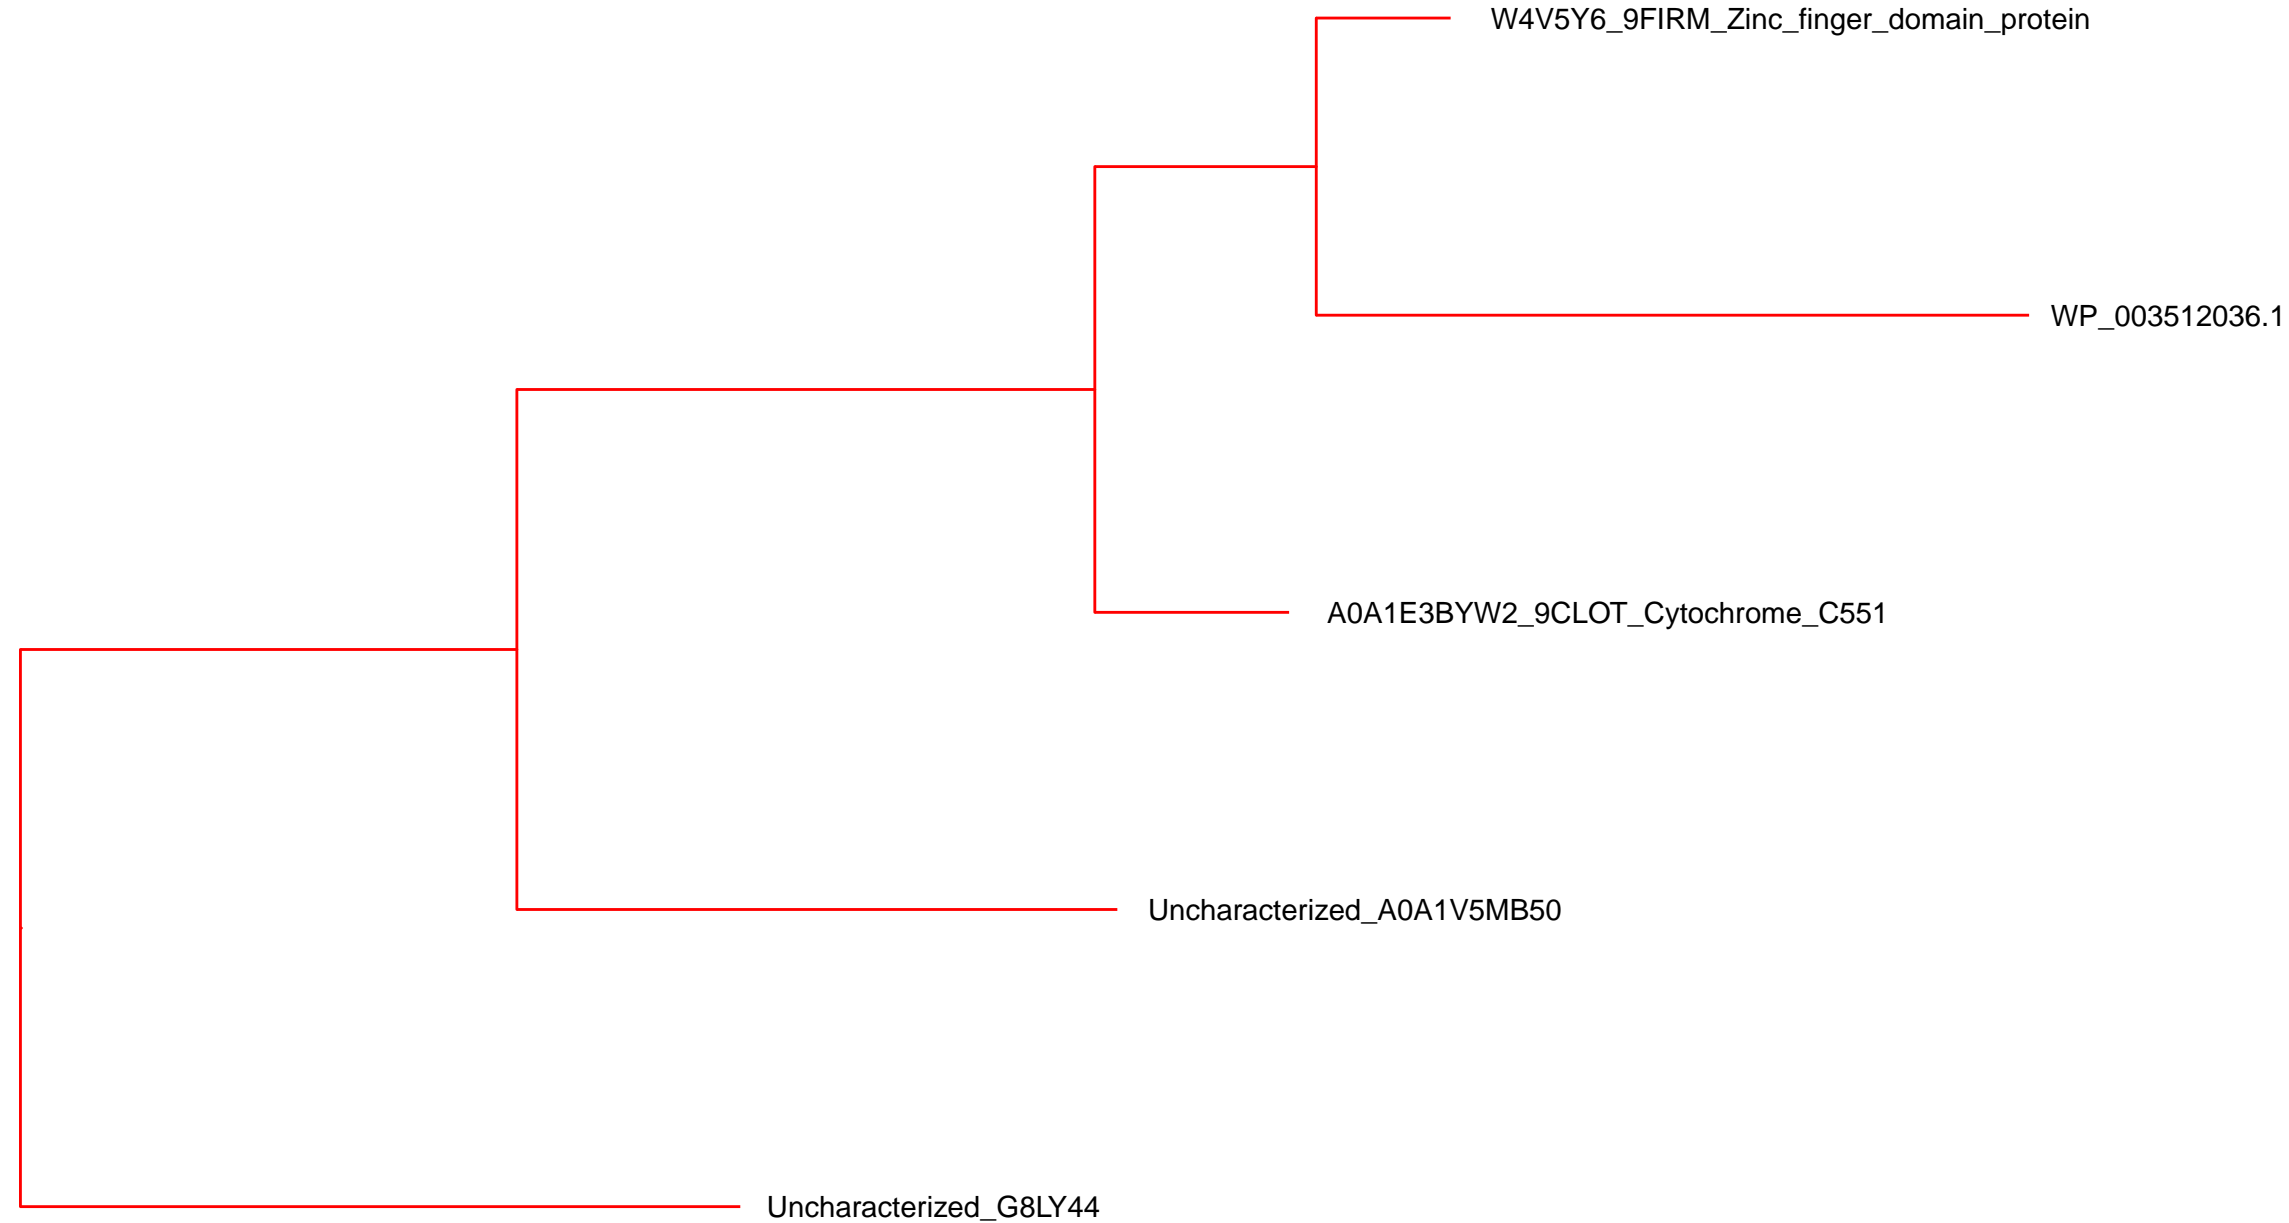 W4V5Y6_9FIRM_Zinc_finger_domain_protein
WP_003512036.1
A0A1E3BYW2_9CLOT_Cytochrome_C551
Uncharacterized_A0A1V5MB50
Uncharacterized_G8LY44